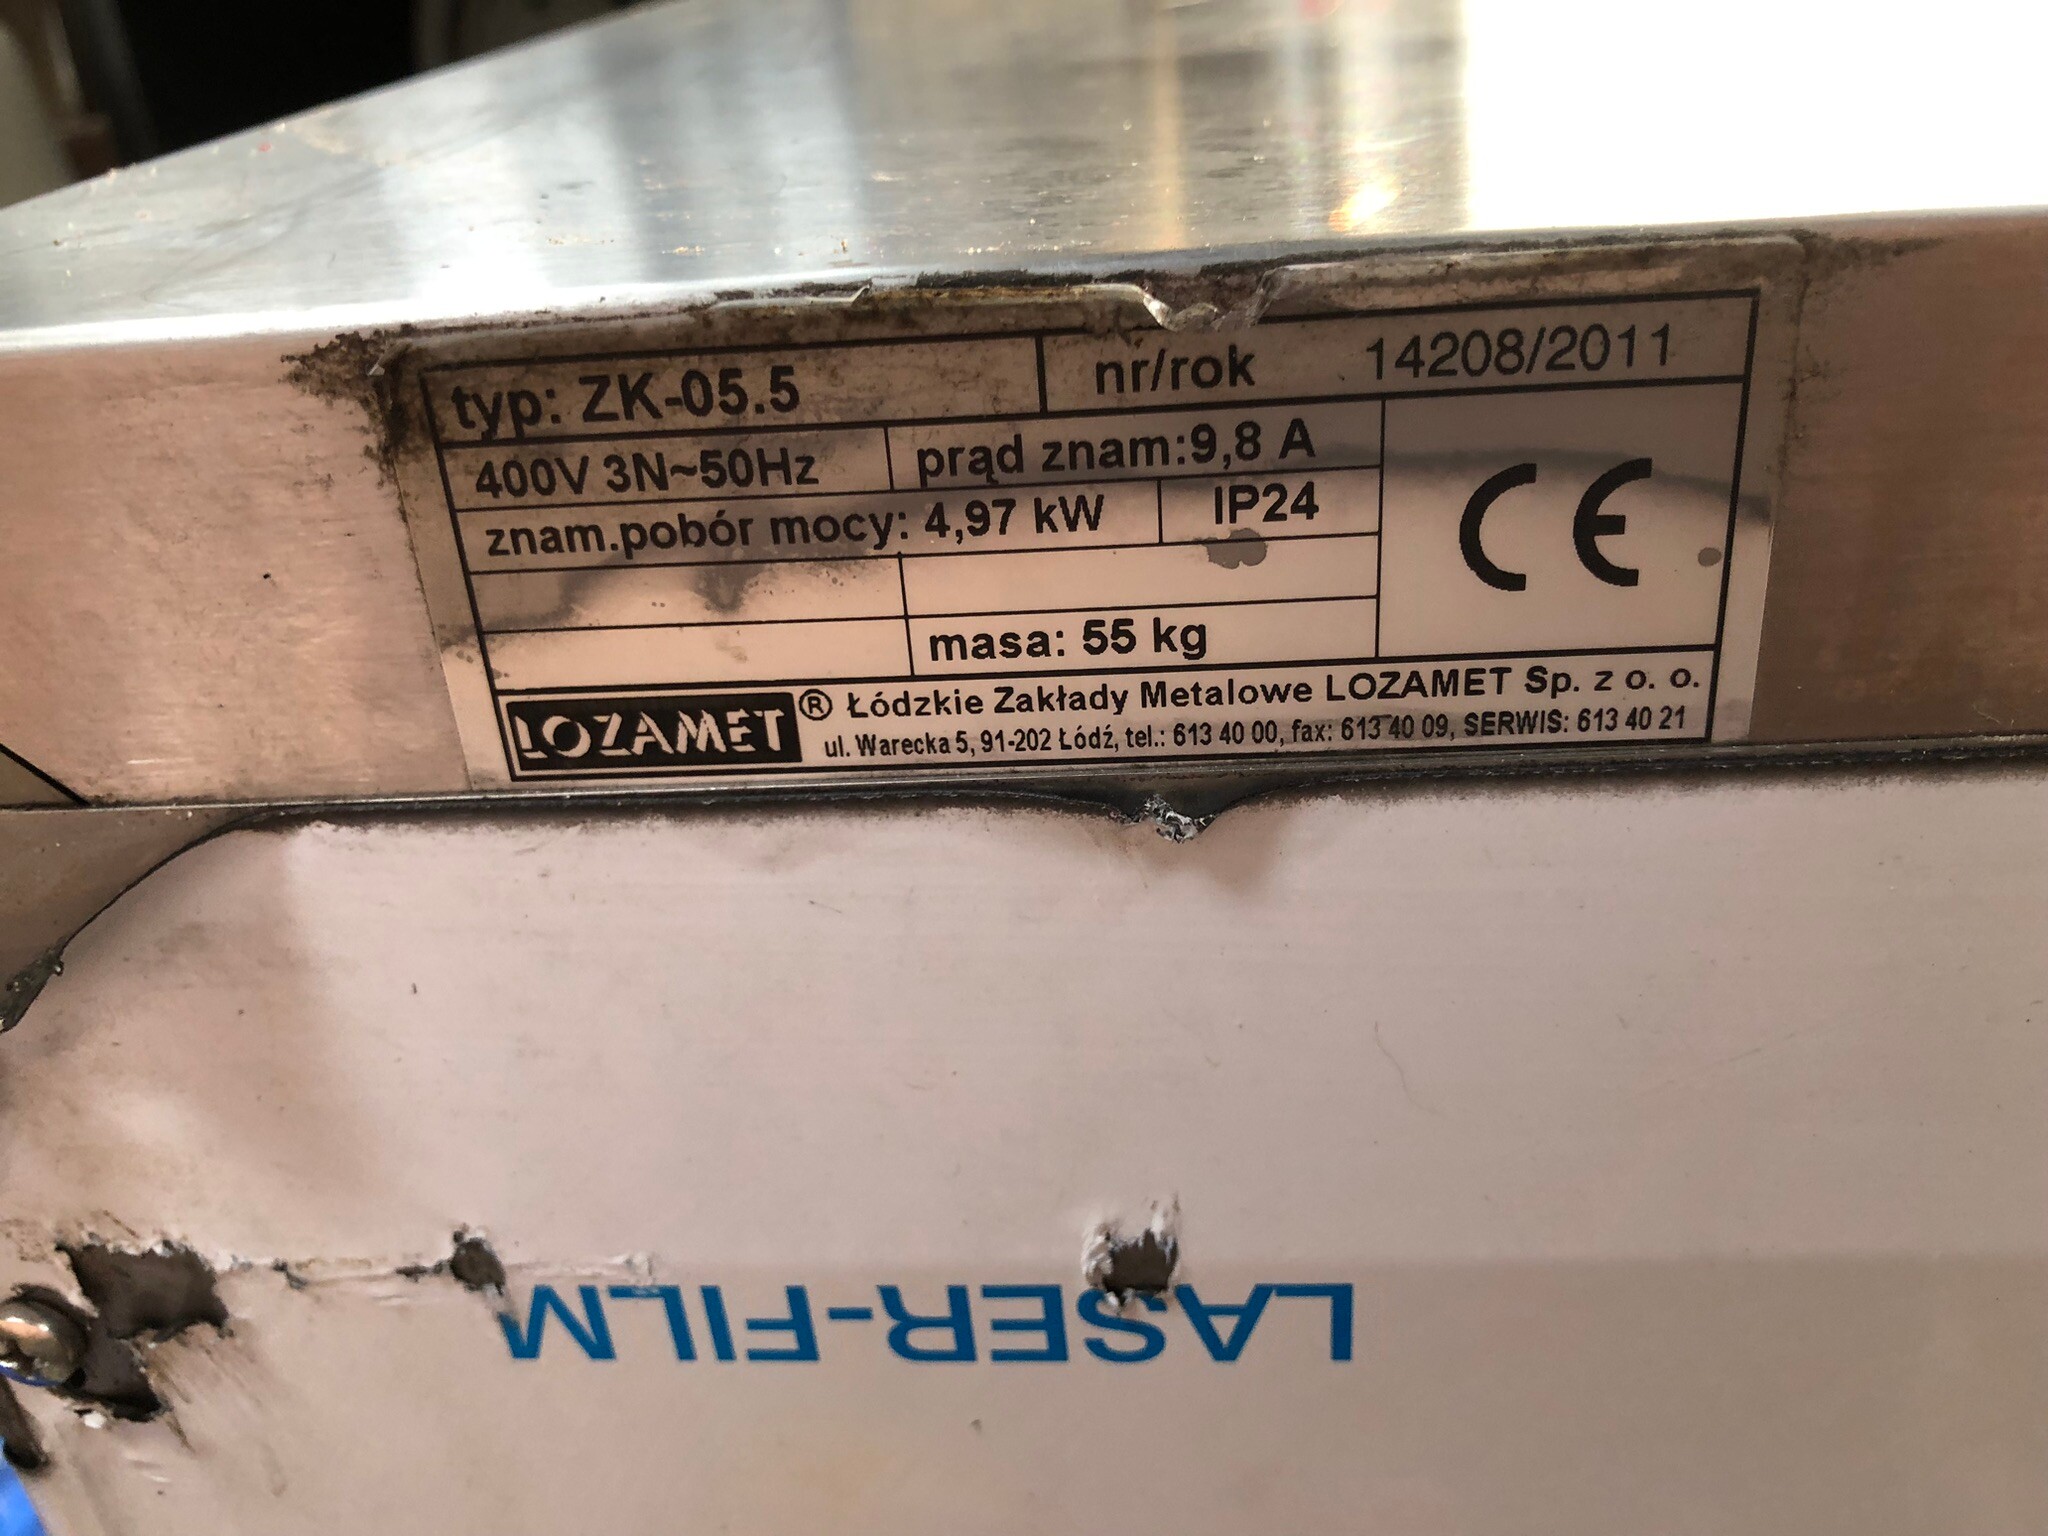 typ: ZK-05.5 nr/rok 14208/2011
400V 3N~50Hz prąd znam:9,8 A
znam.pobór mocy: 4,97 kW IP24
CE
masa: 55 kg
LOZAMET ® Łódzkie Zakłady Metalowe LOZAMET Sp. z o. o.
ul. Warecka 5, 91-202 Łódź, tel.: 613 40 00, fax: 613 40 09, SERWIS: 613 40 21
LASER-FILM